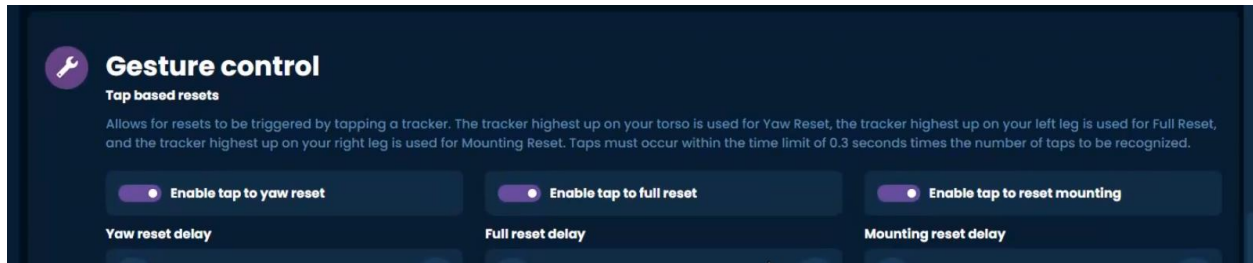 Gesture control
Tap based resets
Allows for resets to be triggered by tapping a tracker. The tracker highest up on your torso is used for Yaw Reset, the tracker highest up on your left leg is used for Full Reset,
and the tracker highest up on your right leg is used for Mounting Reset. Taps must occur within the time limit of 0.3 seconds times the number of taps to be recognized.
Enable tap to yaw reset
Enable tap to full reset
Enable tap to reset mounting
Yaw reset delay
Full reset delay
Mounting reset delay